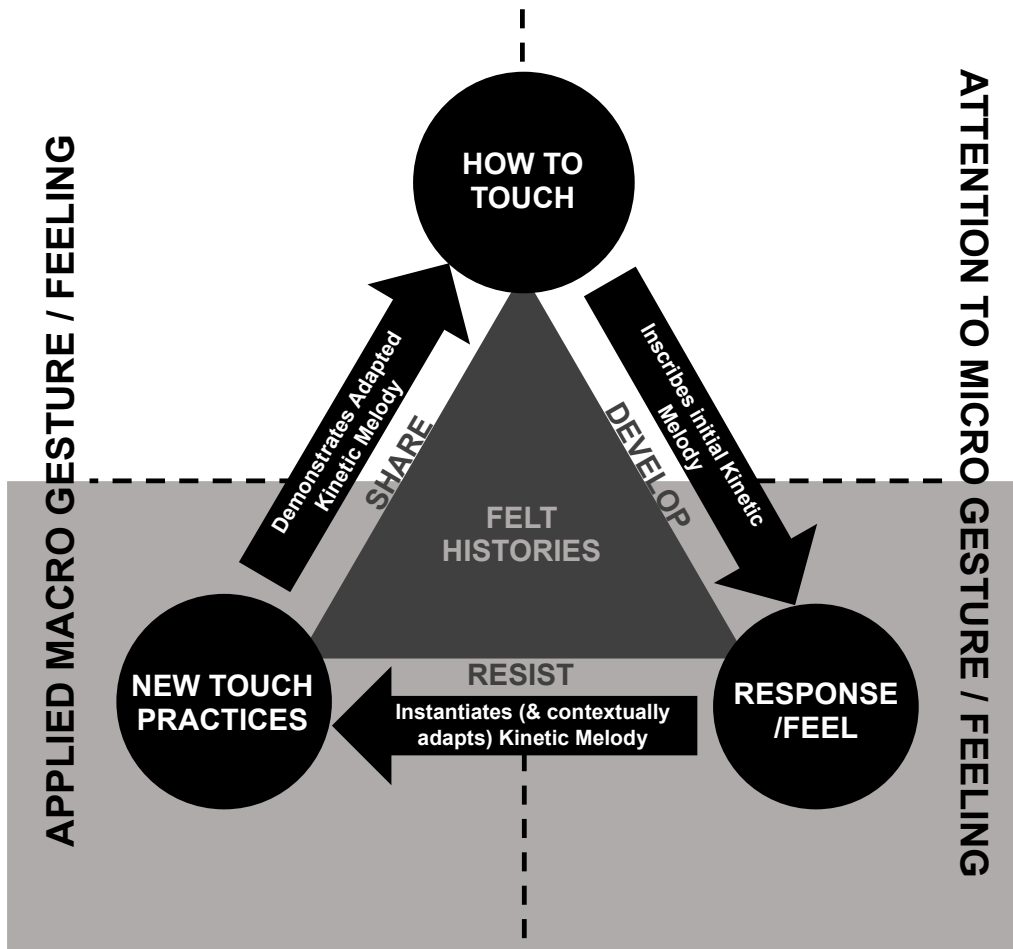 HOW TO
TOUCH
APPLIED MACRO GESTURE / FEELING
ATTENTION TO MICRO GESTURE / FEELING
Demonstrates Adapted
Kinetic Melody
SHARE
Inscribes initial Kinetic
Melody
DEVELOP
FELT
HISTORIES
NEW TOUCH
PRACTICES
RESIST
Instantiates (& contextually
adapts) Kinetic Melody
RESPONSE
/FEEL